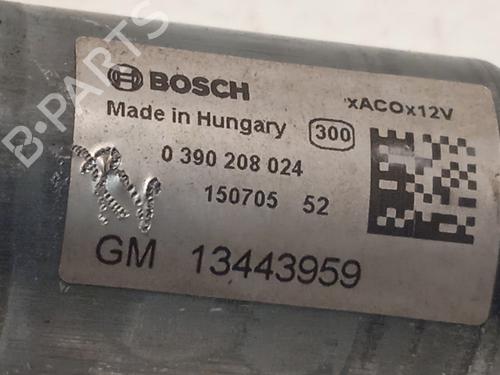 BOSCH
xACOx12V
Made in Hungary 300
0 390 208 024
150705 52
GM 13443959
B-PARTS